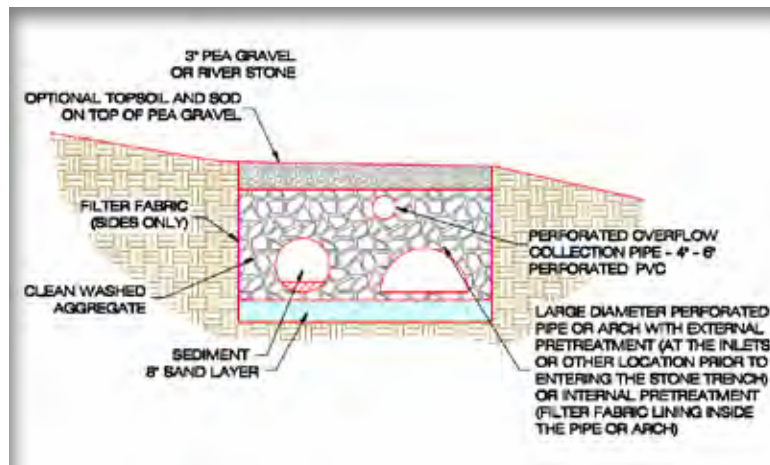 3" PEA GRAVEL
OR RIVER STONE
OPTIONAL TOPSOIL AND SOD
ON TOP OF PEA GRAVEL
FILTER FABRIC
(SIDES ONLY)
CLEAN WASHED
AGGREGATE
SEDIMENT
8" SAND LAYER
PERFORATED OVERFLOW
COLLECTION PIPE - 4" - 6"
PERFORATED PVC
LARGE DIAMETER PERFORATED
PIPE OR ARCH WITH EXTERNAL
PRETREATMENT (AT THE INLETS
OR OTHER LOCATION PRIOR TO
ENTERING THE STONE TRENCH)
OR INTERNAL PRETREATMENT
(FILTER FABRIC LINING INSIDE
THE PIPE OR ARCH)